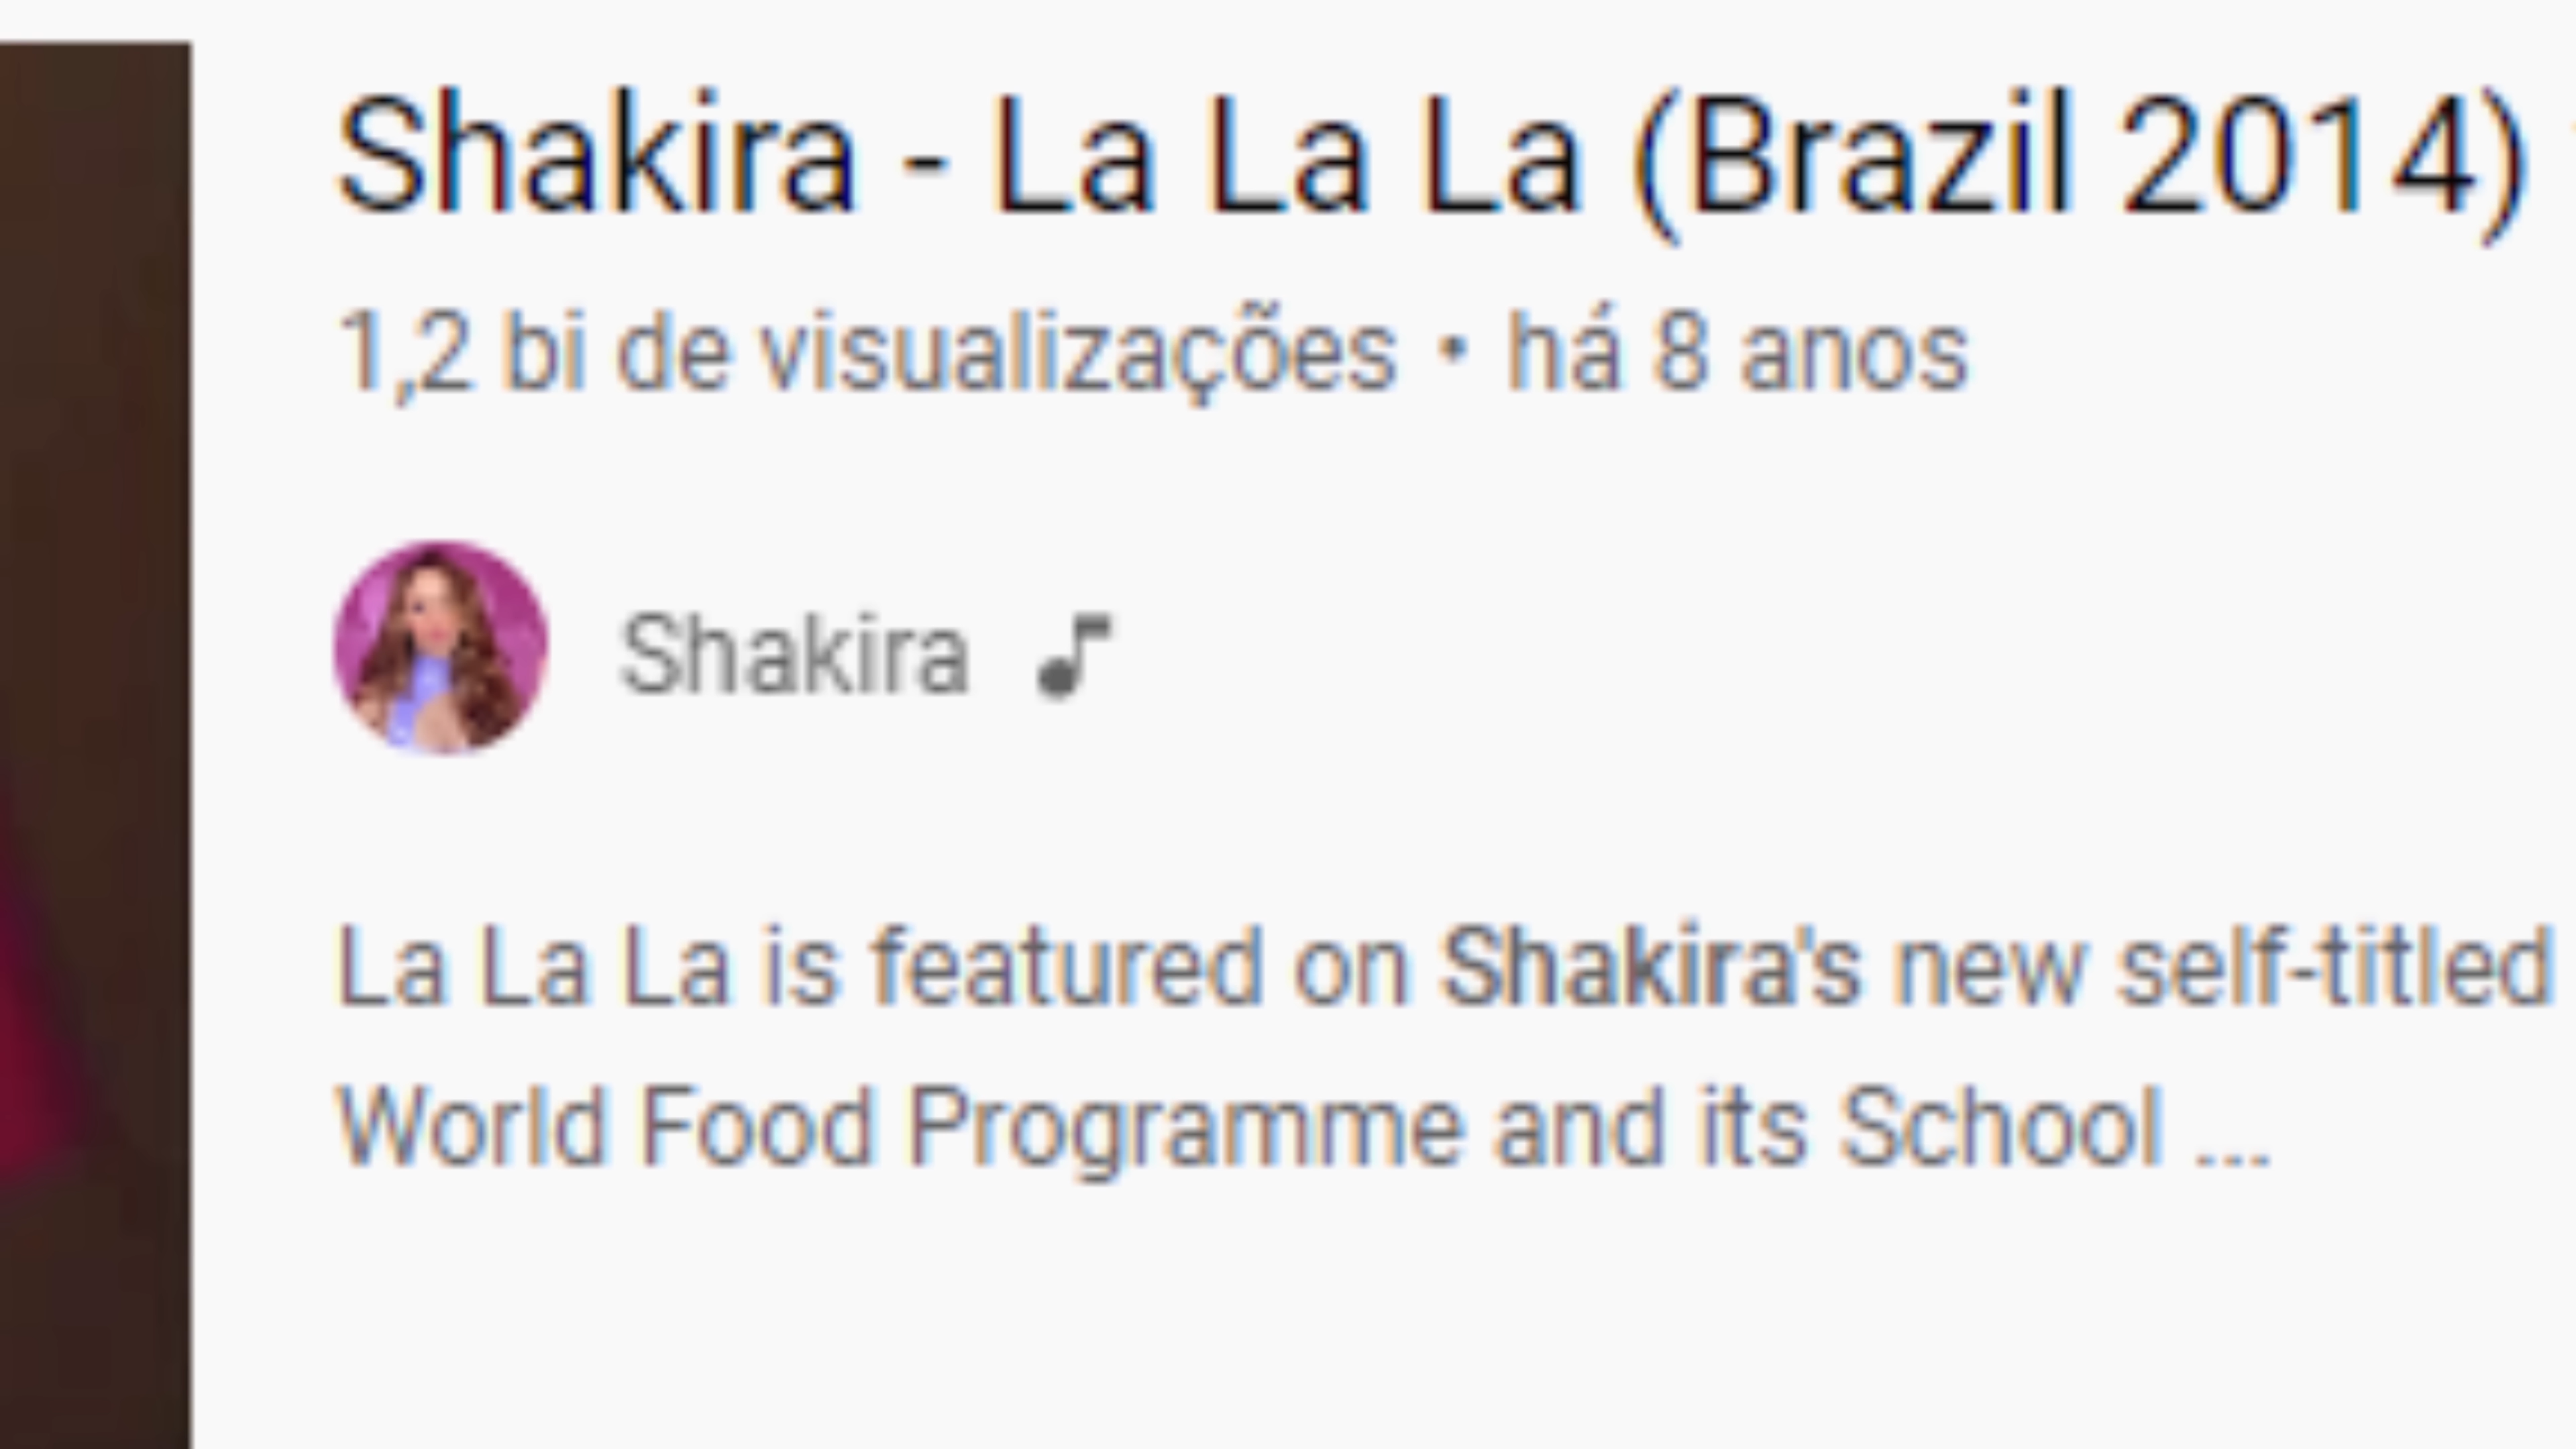 Shakira - La La La (Brazil 2014)
1,2 bi de visualizações • há 8 anos
Shakira
La La La is featured on Shakira's new self-titled
World Food Programme and its School ...